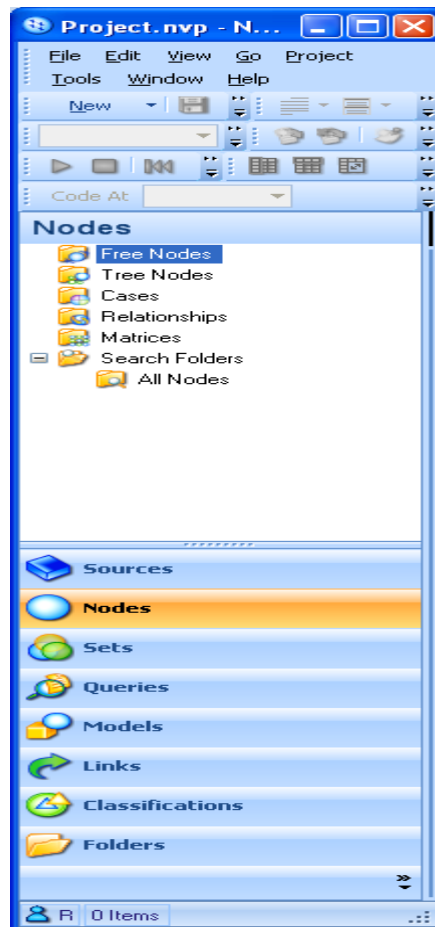 Project.nvp - N...
File Edit View Go Project
Tools Window Help
New
Code At
Nodes
Free Nodes
Tree Nodes
Cases
Relationships
Matrices
Search Folders
All Nodes
Sources
Nodes
Sets
Queries
Models
Links
Classifications
Folders
R 0 Items